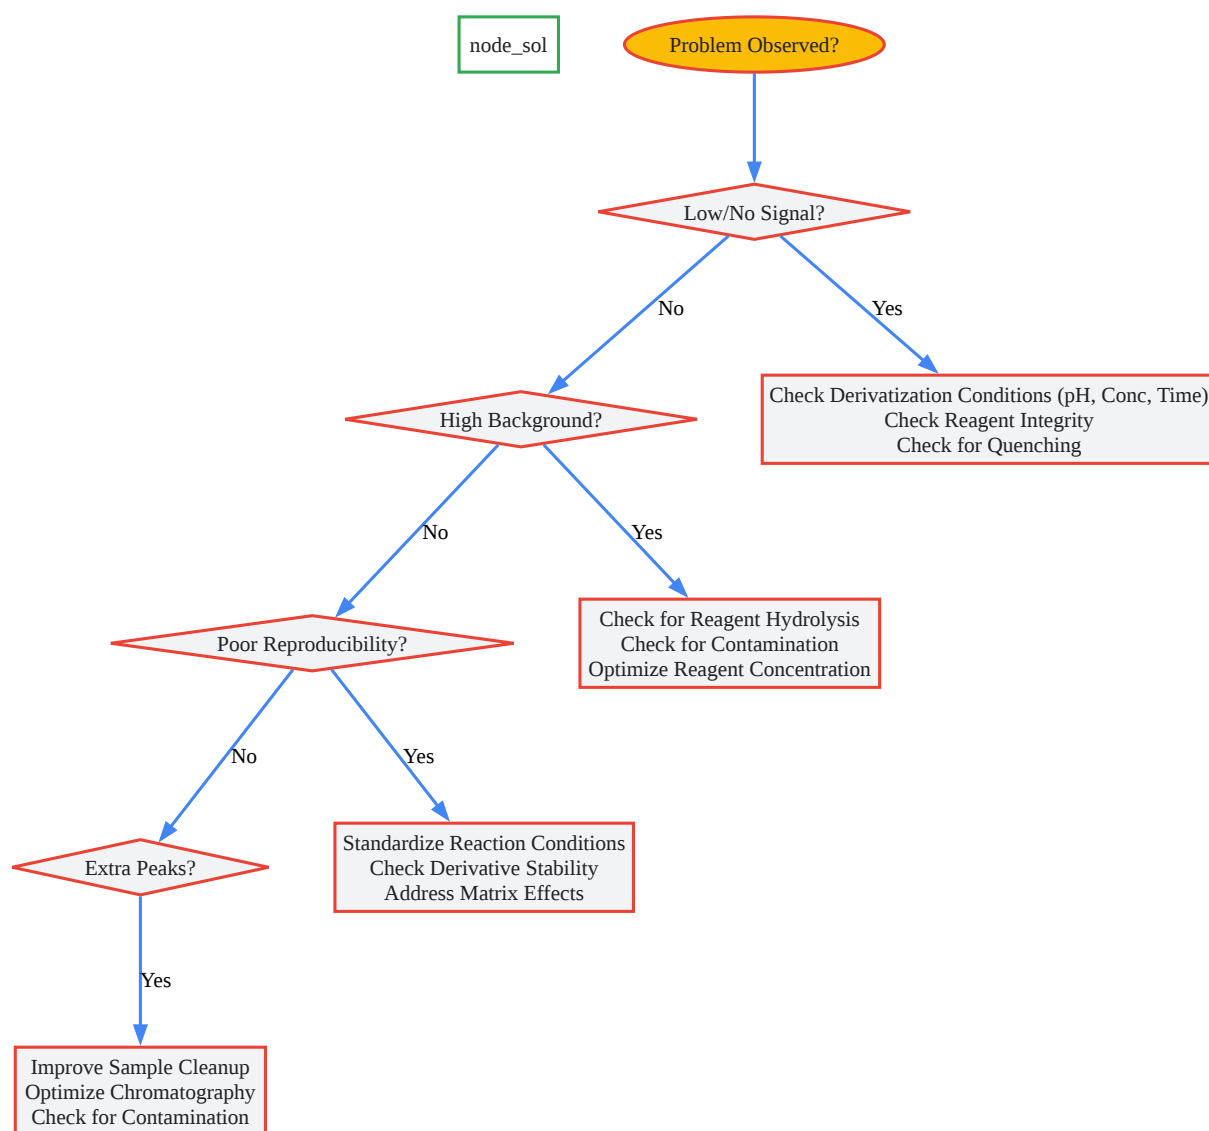 node_sol
Problem Observed?
Low/No Signal?
No
Yes
Check Derivatization Conditions (pH, Conc, Time)
Check Reagent Integrity
Check for Quenching
High Background?
No
Yes
Check for Reagent Hydrolysis
Check for Contamination
Optimize Reagent Concentration
Poor Reproducibility?
No
Yes
Standardize Reaction Conditions
Check Derivative Stability
Address Matrix Effects
Extra Peaks?
Yes
Improve Sample Cleanup
Optimize Chromatography
Check for Contamination